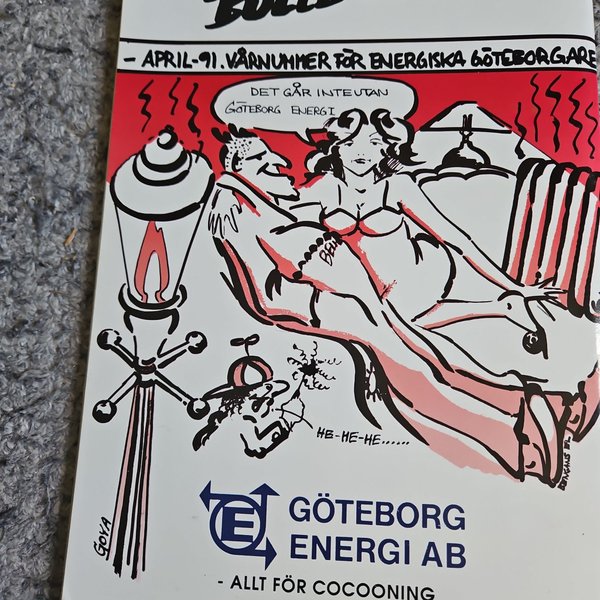 - APRIL-91. VÅRNUMMER FÖR ENERGISKA GÖTEBORGARE
DET GÅR INTE UTAN
GÖTEBORG ENERGI
HE-HE-HE......
GOYA
E
GÖTEBORG
ENERGI AB
- ALLT FÖR COCOONING